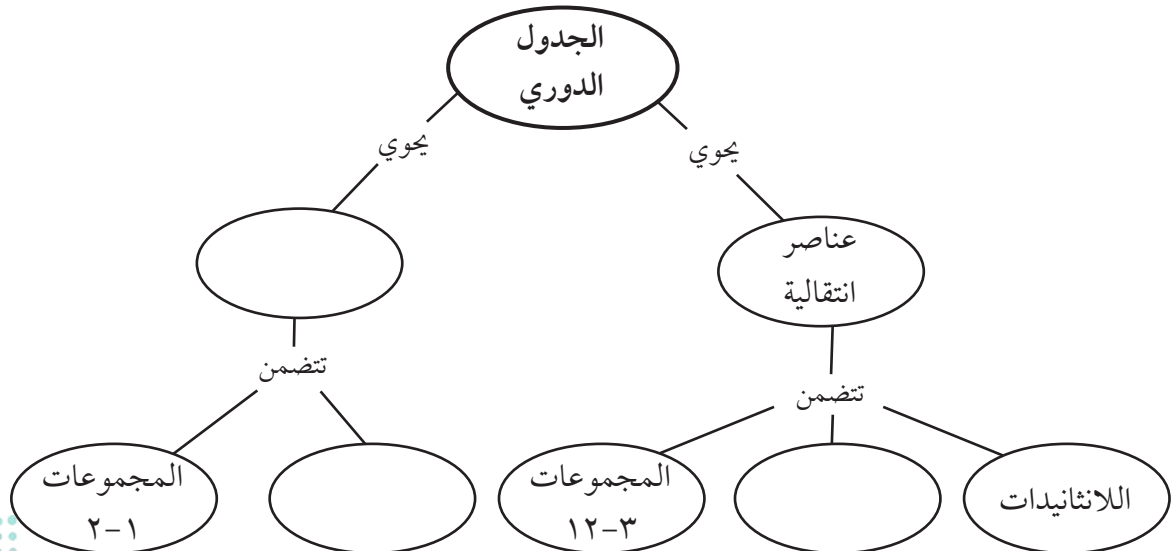 الجدول
الدوري
يحوي
يحوي
عناصر
انتقالية
تتضمن
تتضمن
اللانثانيدات
المجموعات
٣-١٢
المجموعات
١-٢